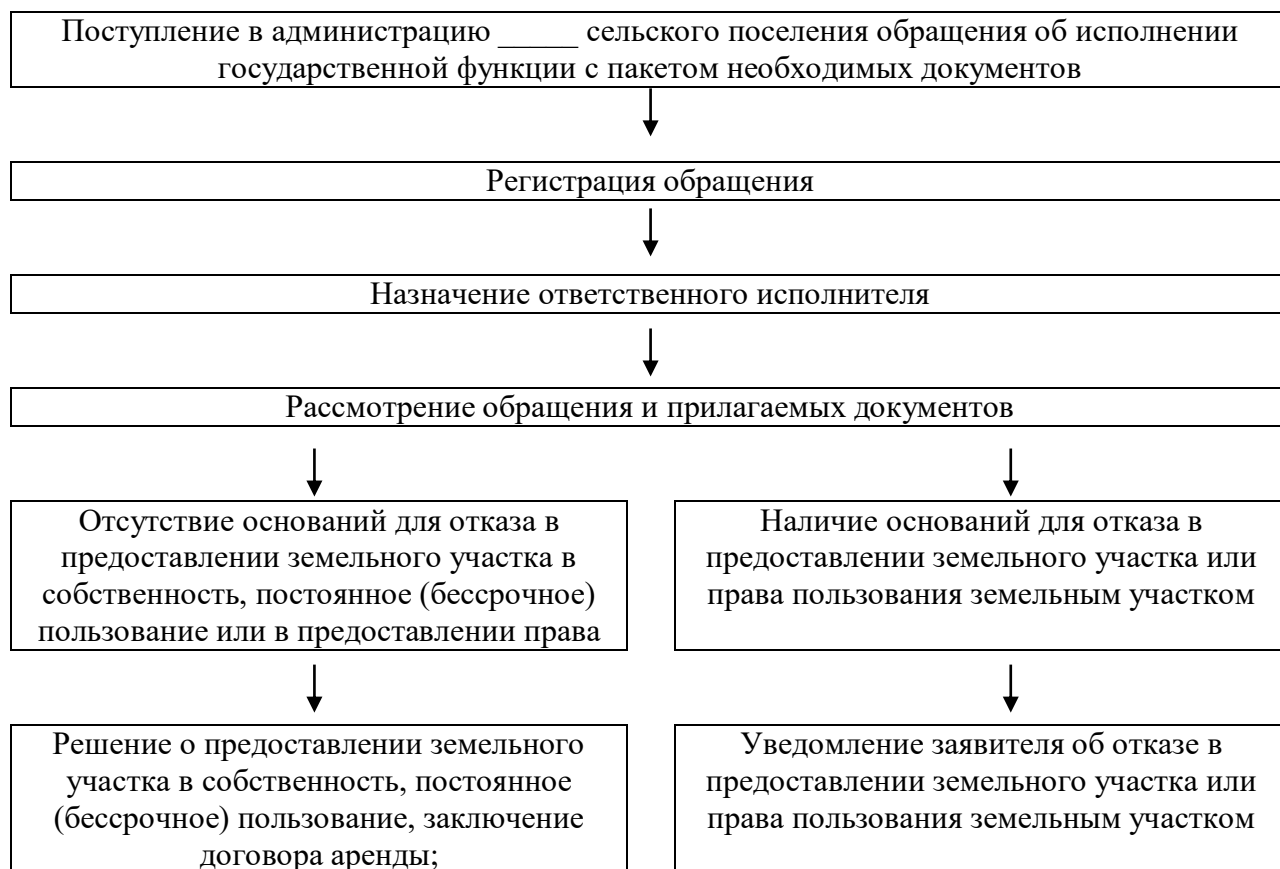 Поступление в администрацию _____ сельского поселения обращения об исполнении
государственной функции с пакетом необходимых документов
Регистрация обращения
Назначение ответственного исполнителя
Рассмотрение обращения и прилагаемых документов
Отсутствие оснований для отказа в
предоставлении земельного участка в
собственность, постоянное (бессрочное)
пользование или в предоставлении права
Наличие оснований для отказа в
предоставлении земельного участка или
права пользования земельным участком
Решение о предоставлении земельного
участка в собственность, постоянное
(бессрочное) пользование, заключение
договора аренды;
Уведомление заявителя об отказе в
предоставлении земельного участка или
права пользования земельным участком